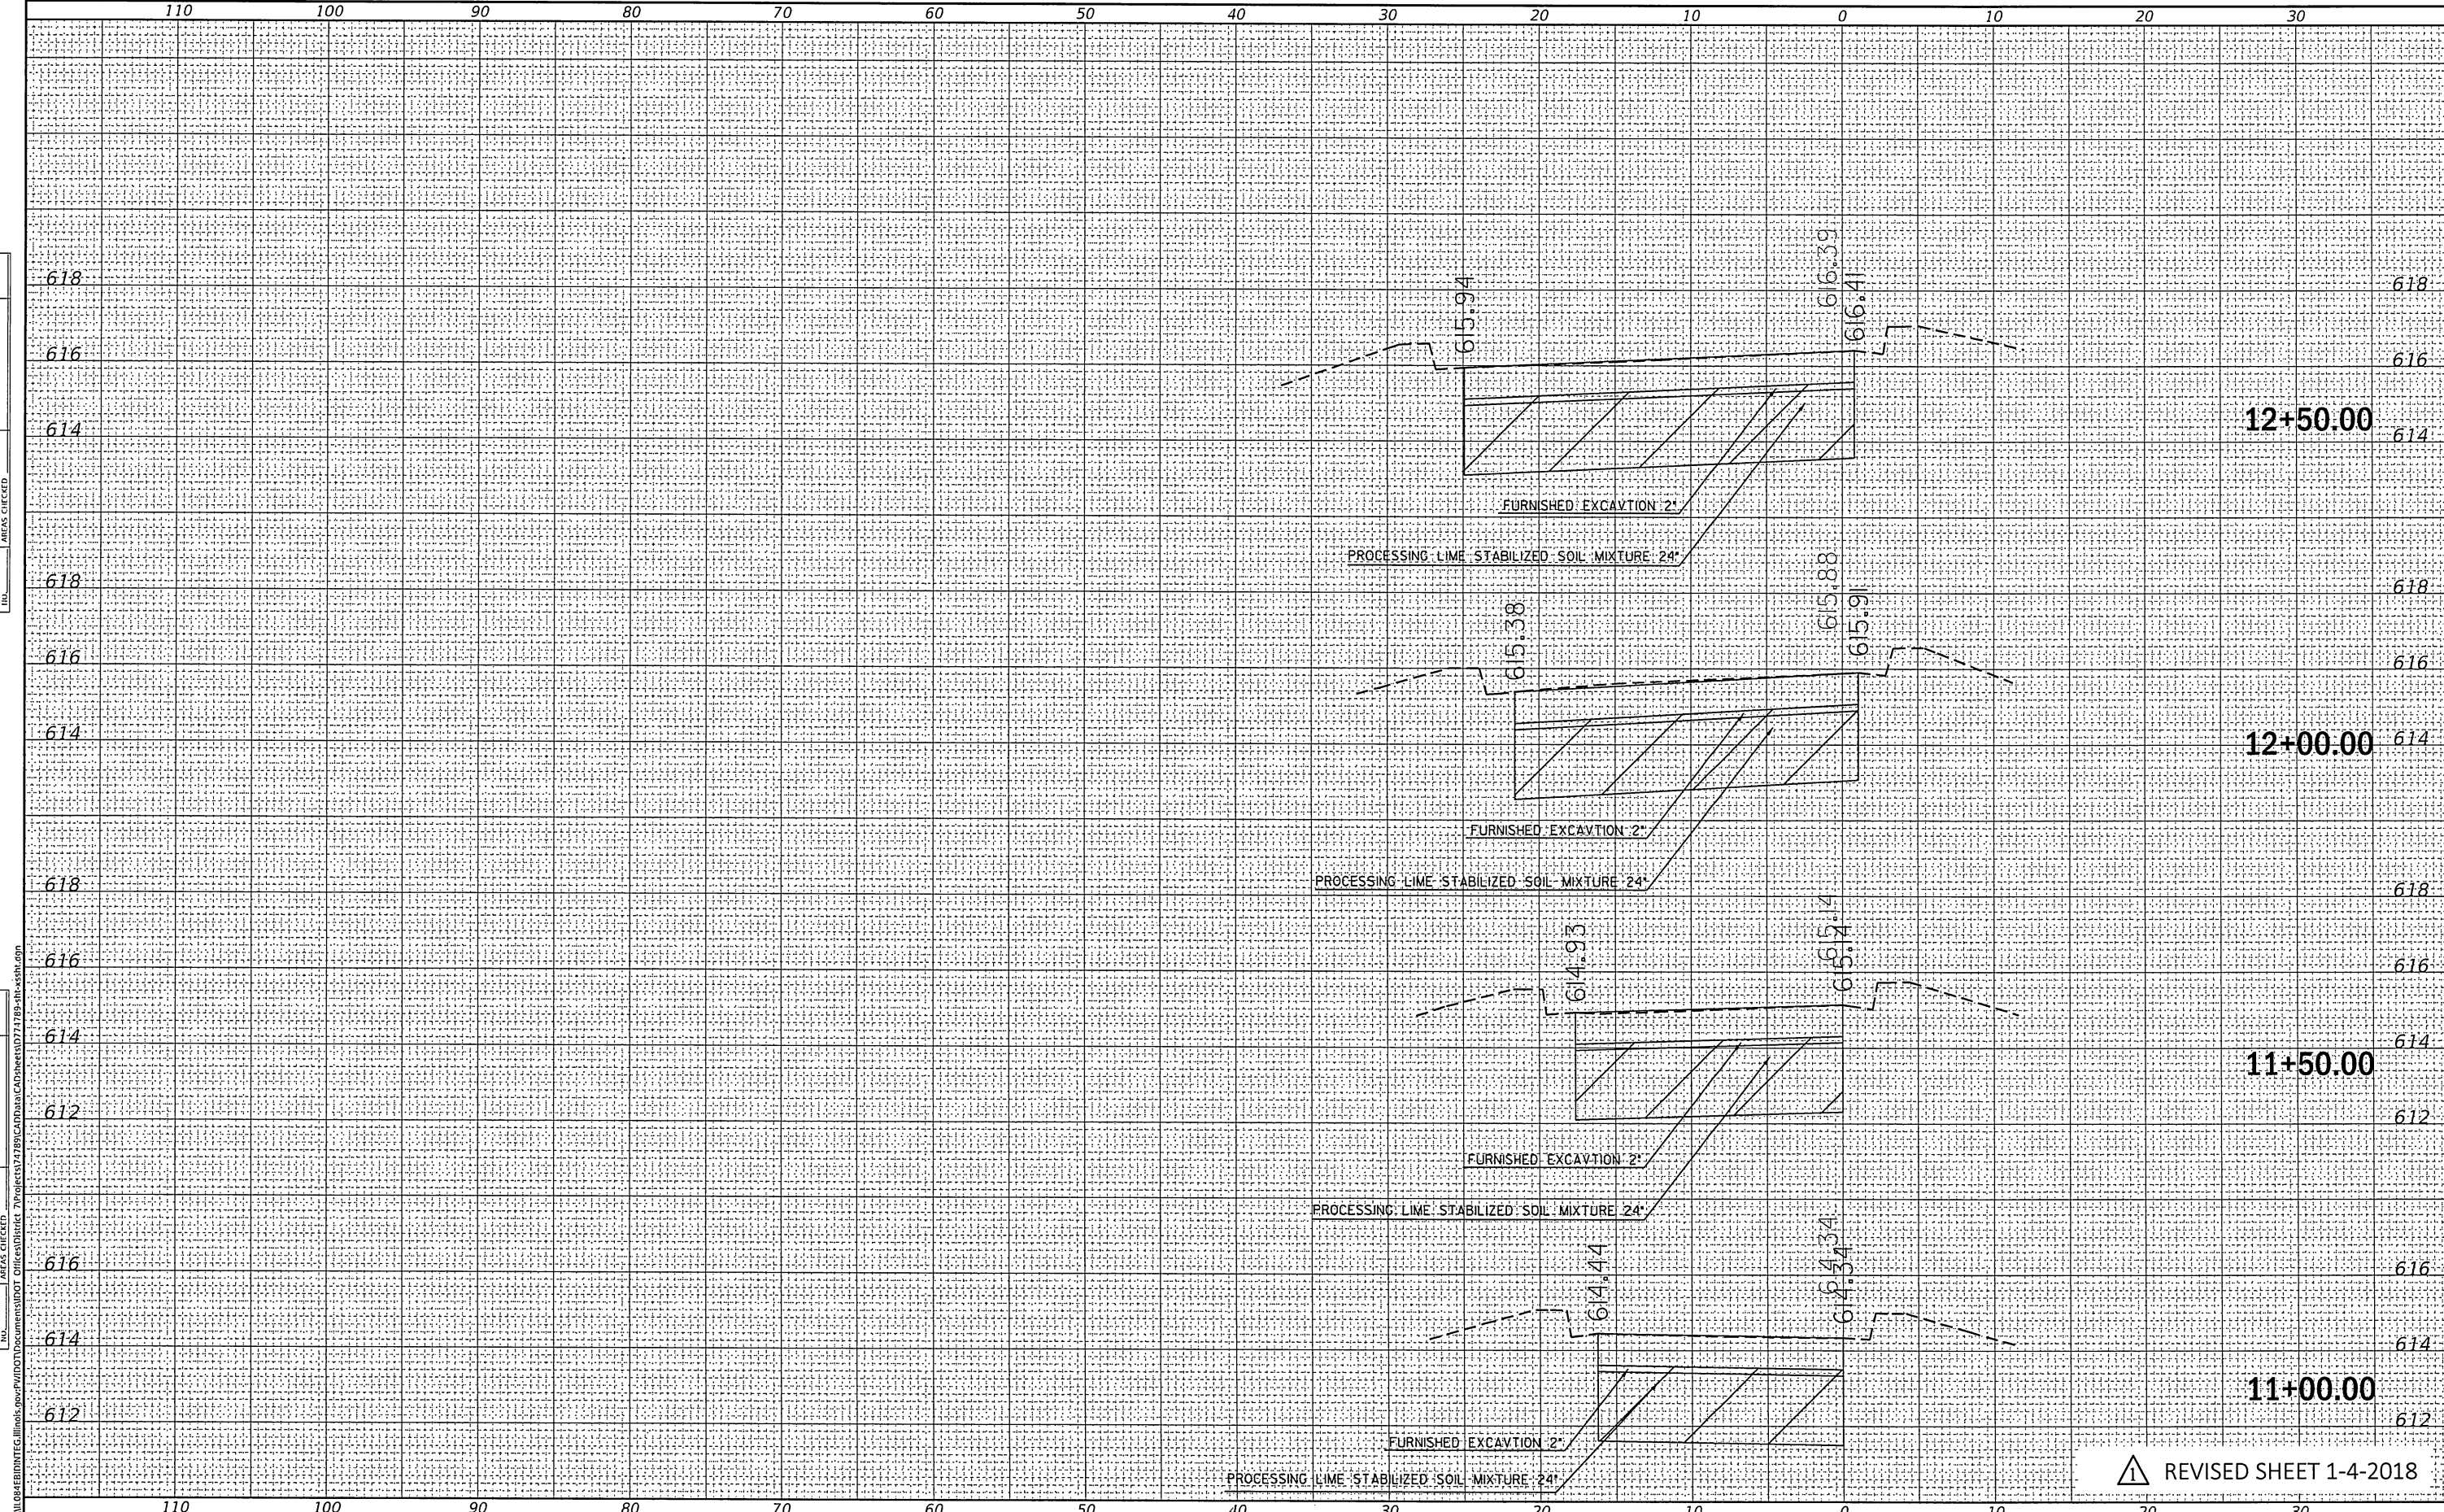 110 100 90 80 70 60 50 40 30 20 10 0 10 20 30
616.39
618 615.94 616.41 618
616 616
12+50.00
614 614
FURNISHED EXCAVTION 2"
PROCESSING LIME STABILIZED SOIL MIXTURE 24"
615.88
618 618
615.38 615.91
616 616
614 12+00.00 614
FURNISHED EXCAVTION 2"
PROCESSING LIME STABILIZED SOIL MIXTURE 24"
618 618
615.14
614.93 615.14
616 616
614 614
11+50.00
612 612
FURNISHED EXCAVTION 2"
PROCESSING LIME STABILIZED SOIL MIXTURE 24"
614.34
616 614.44 614.34 616
614 614
11+00.00
612 612
FURNISHED EXCAVTION 2"
PROCESSING LIME STABILIZED SOIL MIXTURE 24"
1 REVISED SHEET 1-4-2018
110 100 90 80 70 60 50 40 30 20 10 0 10 20 30
AREAS CHECKED
NO.
AREAS CHECKED
NO.